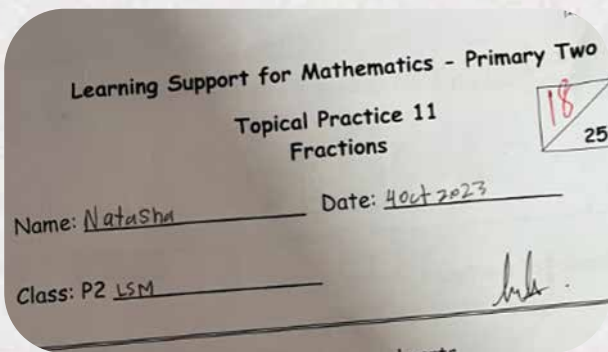 Learning Support for Mathematics - Primary Two
Topical Practice 11
Fractions
18
25
Name: Natasha
Date: 4 Oct 2023
Class: P2 LSM